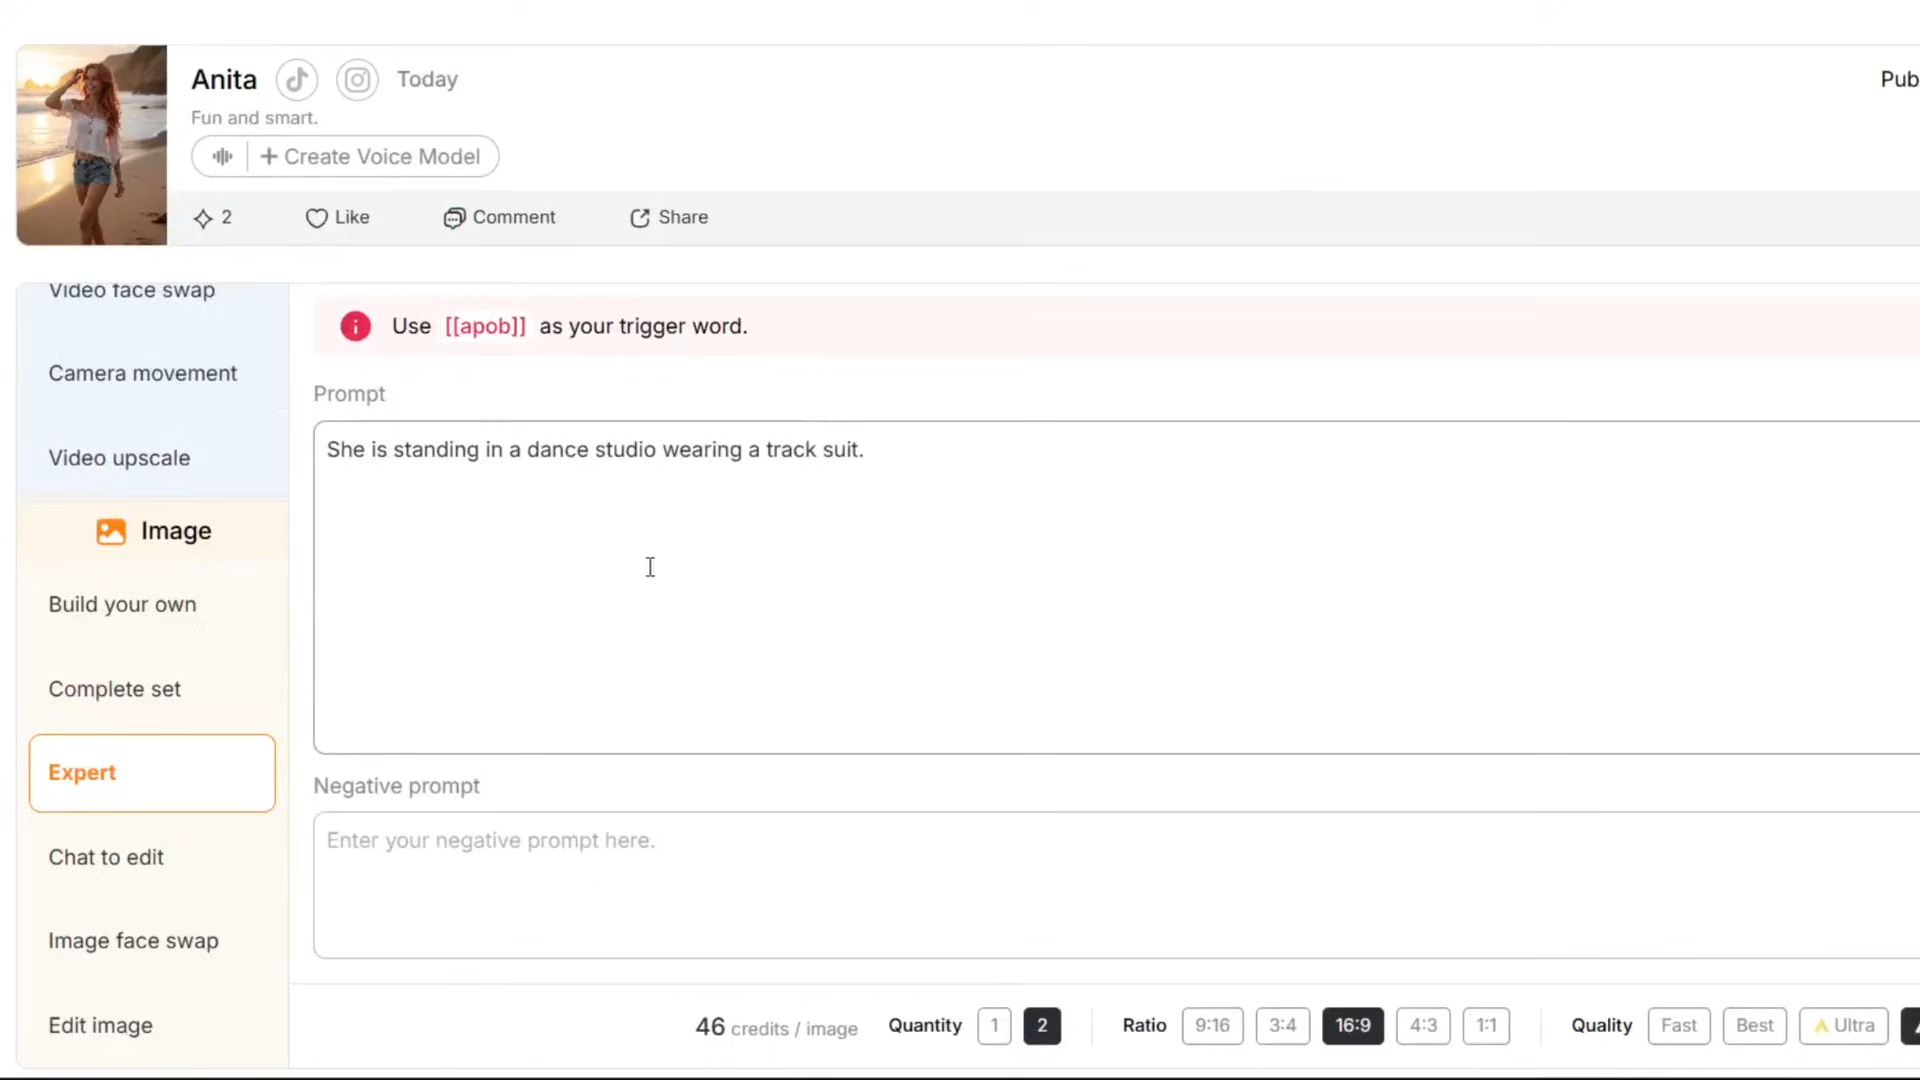 Anita Today Pub
Fun and smart.
+ Create Voice Model
2 Like Comment Share
Video face swap
Camera movement
Video upscale
Image
Build your own
Complete set
Expert
Chat to edit
Image face swap
Edit image
Use [[apob]] as your trigger word.
Prompt
She is standing in a dance studio wearing a track suit.
Negative prompt
Enter your negative prompt here.
46 credits / image Quantity 1 2 Ratio 9:16 3:4 16:9 4:3 1:1 Quality Fast Best Ultra